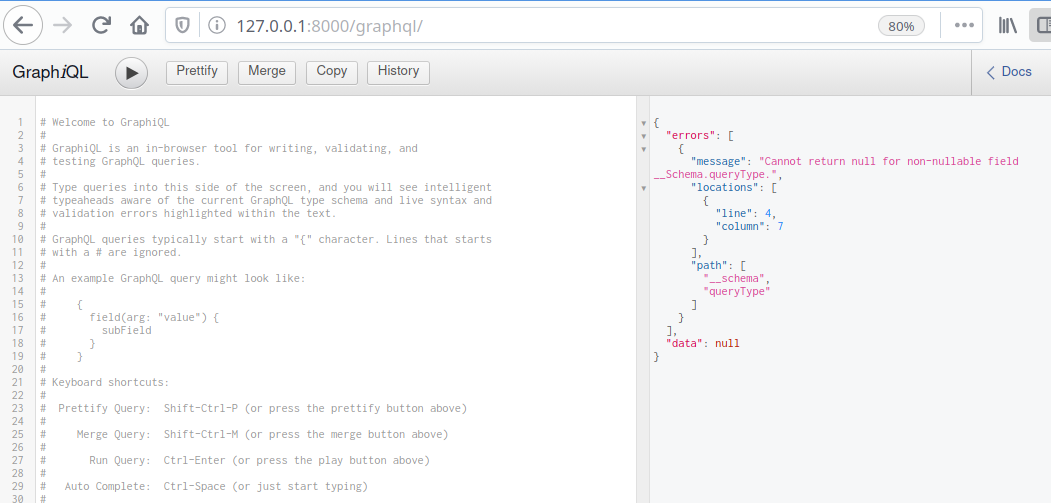 127.0.0.1:8000/graphql/
80%
GraphiQL
Prettify
Merge
Copy
History
Docs
1 # Welcome to GraphiQL
2 #
3 # GraphiQL is an in-browser tool for writing, validating, and
4 # testing GraphQL queries.
5 #
6 # Type queries into this side of the screen, and you will see intelligent
7 # typeaheads aware of the current GraphQL type schema and live syntax and
8 # validation errors highlighted within the text.
9 #
10 # GraphQL queries typically start with a "{" character. Lines that starts
11 # with a # are ignored.
12 #
13 # An example GraphQL query might look like:
14 #
15 #     {
16 #       field(arg: "value") {
17 #         subField
18 #       }
19 #     }
20 #
21 # Keyboard shortcuts:
22 #
23 #  Prettify Query:  Shift-Ctrl-P (or press the prettify button above)
24 #
25 #     Merge Query:  Shift-Ctrl-M (or press the merge button above)
26 #
27 #       Run Query:  Ctrl-Enter (or press the play button above)
28 #
29 #   Auto Complete:  Ctrl-Space (or just start typing)
30 #
{
  "errors": [
    {
      "message": "Cannot return null for non-nullable field
__Schema.queryType.",
      "locations": [
        {
          "line": 4,
          "column": 7
        }
      ],
      "path": [
        "__schema",
        "queryType"
      ]
    }
  ],
  "data": null
}